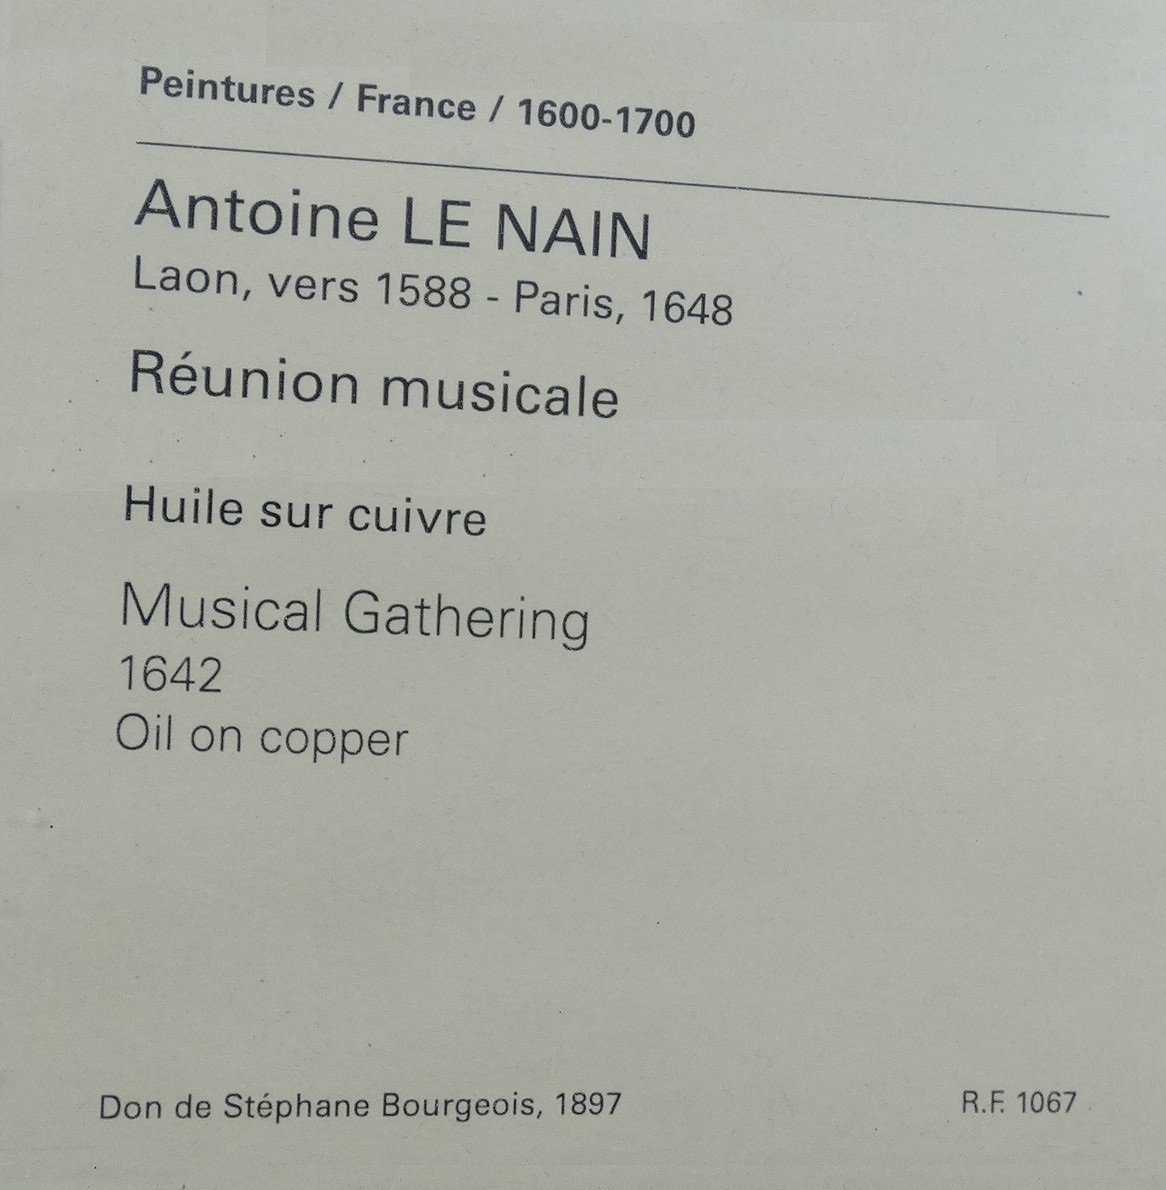 Peintures / France / 1600-1700
Antoine LE NAIN
Laon, vers 1588 - Paris, 1648
Réunion musicale
Huile sur cuivre
Musical Gathering
1642
Oil on copper
Don de Stéphane Bourgeois, 1897
R.F. 1067